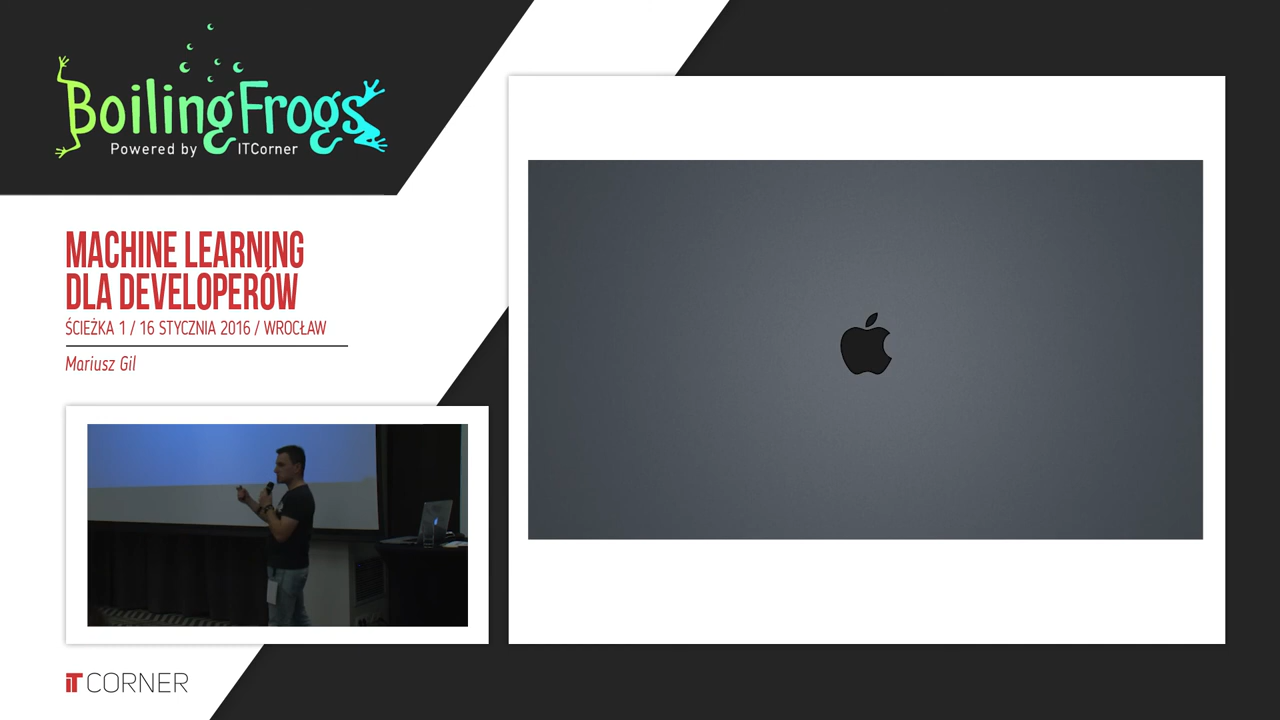 BoilingFrogs
Powered by ITCorner
MACHINE LEARNING
DLA DEVELOPERÓW
ŚCIEŻKA 1 / 16 STYCZNIA 2016 / WROCŁAW
Mariusz Gil
iT CORNER